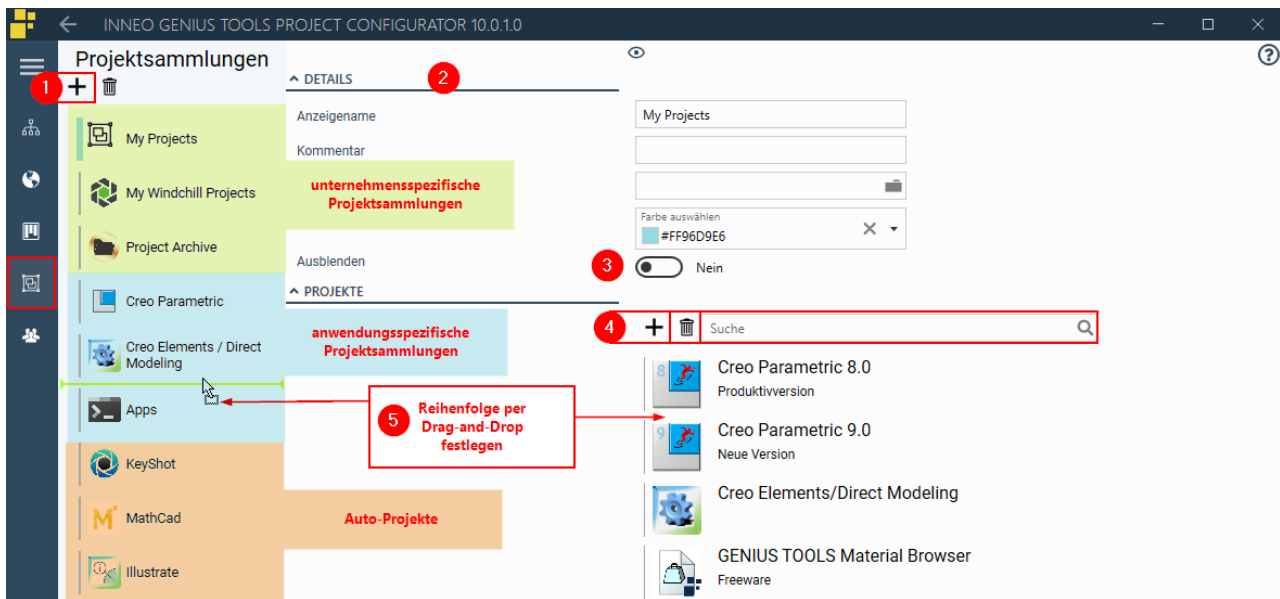 INNEO GENIUS TOOLS PROJECT CONFIGURATOR 10.0.1.0
Projektsammlungen
1
My Projects
My Windchill Projects
Project Archive
Creo Parametric
Creo Elements / Direct
Modeling
Apps
KeyShot
MathCad
Illustrate
DETAILS
2
Anzeigename
My Projects
Kommentar
unternehmensspezifische
Projektsammlungen
Farbe auswählen
#FF96D9E6
Ausblenden
3
Nein
PROJEKTE
anwendungsspezifische
Projektsammlungen
4
Suche
5
Reihenfolge per
Drag-and-Drop
festlegen
Auto-Projekte
8
Creo Parametric 8.0
Produktivversion
9
Creo Parametric 9.0
Neue Version
Creo Elements/Direct Modeling
GENIUS TOOLS Material Browser
Freeware